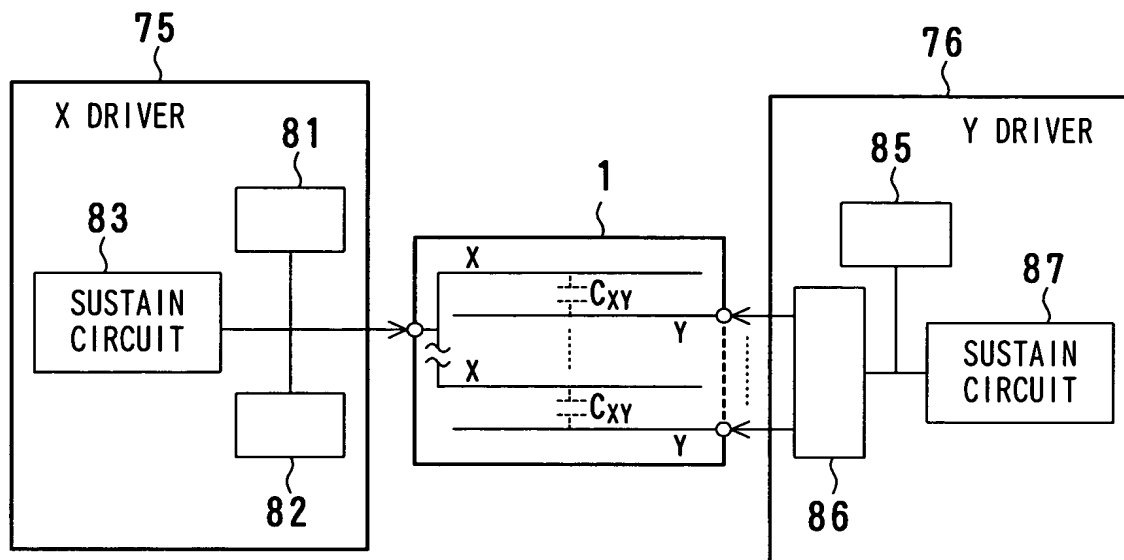 75
76
X DRIVER
Y DRIVER
81
85
1
83
87
X
SUSTAIN
CIRCUIT
CXY
Y
SUSTAIN
CIRCUIT
X
CXY
Y
82
86